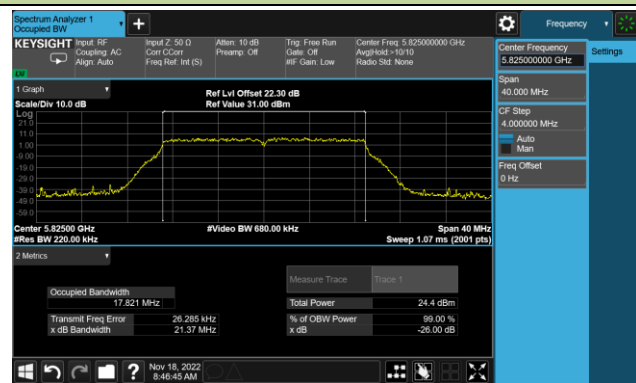 Spectrum Analyzer 1
Occupied BW
Frequency
KEYSIGHT
Input: RF
Coupling: AC
Align: Auto
Input Z: 50 Ω
Corr CCorr
Freq Ref: Int (S)
Atten: 10 dB
Preamp: Off
Trig: Free Run
Gate: Off
#IF Gain: Low
Center Freq: 5.825000000 GHz
Avg|Hold:>10/10
Radio Std: None
LVI
Center Frequency
5.825000000 GHz
Settings
Span
40.000 MHz
CF Step
4.000000 MHz
Auto
Man
Freq Offset
0 Hz
1 Graph
Scale/Div 10.0 dB
Ref Lvl Offset 22.30 dB
Ref Value 31.00 dBm
Log
21.0
11.0
1.00
-9.00
-19.0
-29.0
-39.0
-49.0
-59.0
Center 5.82500 GHz
#Res BW 220.00 kHz
#Video BW 680.00 kHz
Span 40 MHz
Sweep 1.07 ms (2001 pts)
2 Metrics
Measure Trace
Trace 1
Occupied Bandwidth
17.821 MHz
Total Power
24.4 dBm
Transmit Freq Error
26.285 kHz
% of OBW Power
99.00 %
x dB Bandwidth
21.37 MHz
x dB
-26.00 dB
?
Nov 18, 2022
8:46:45 AM